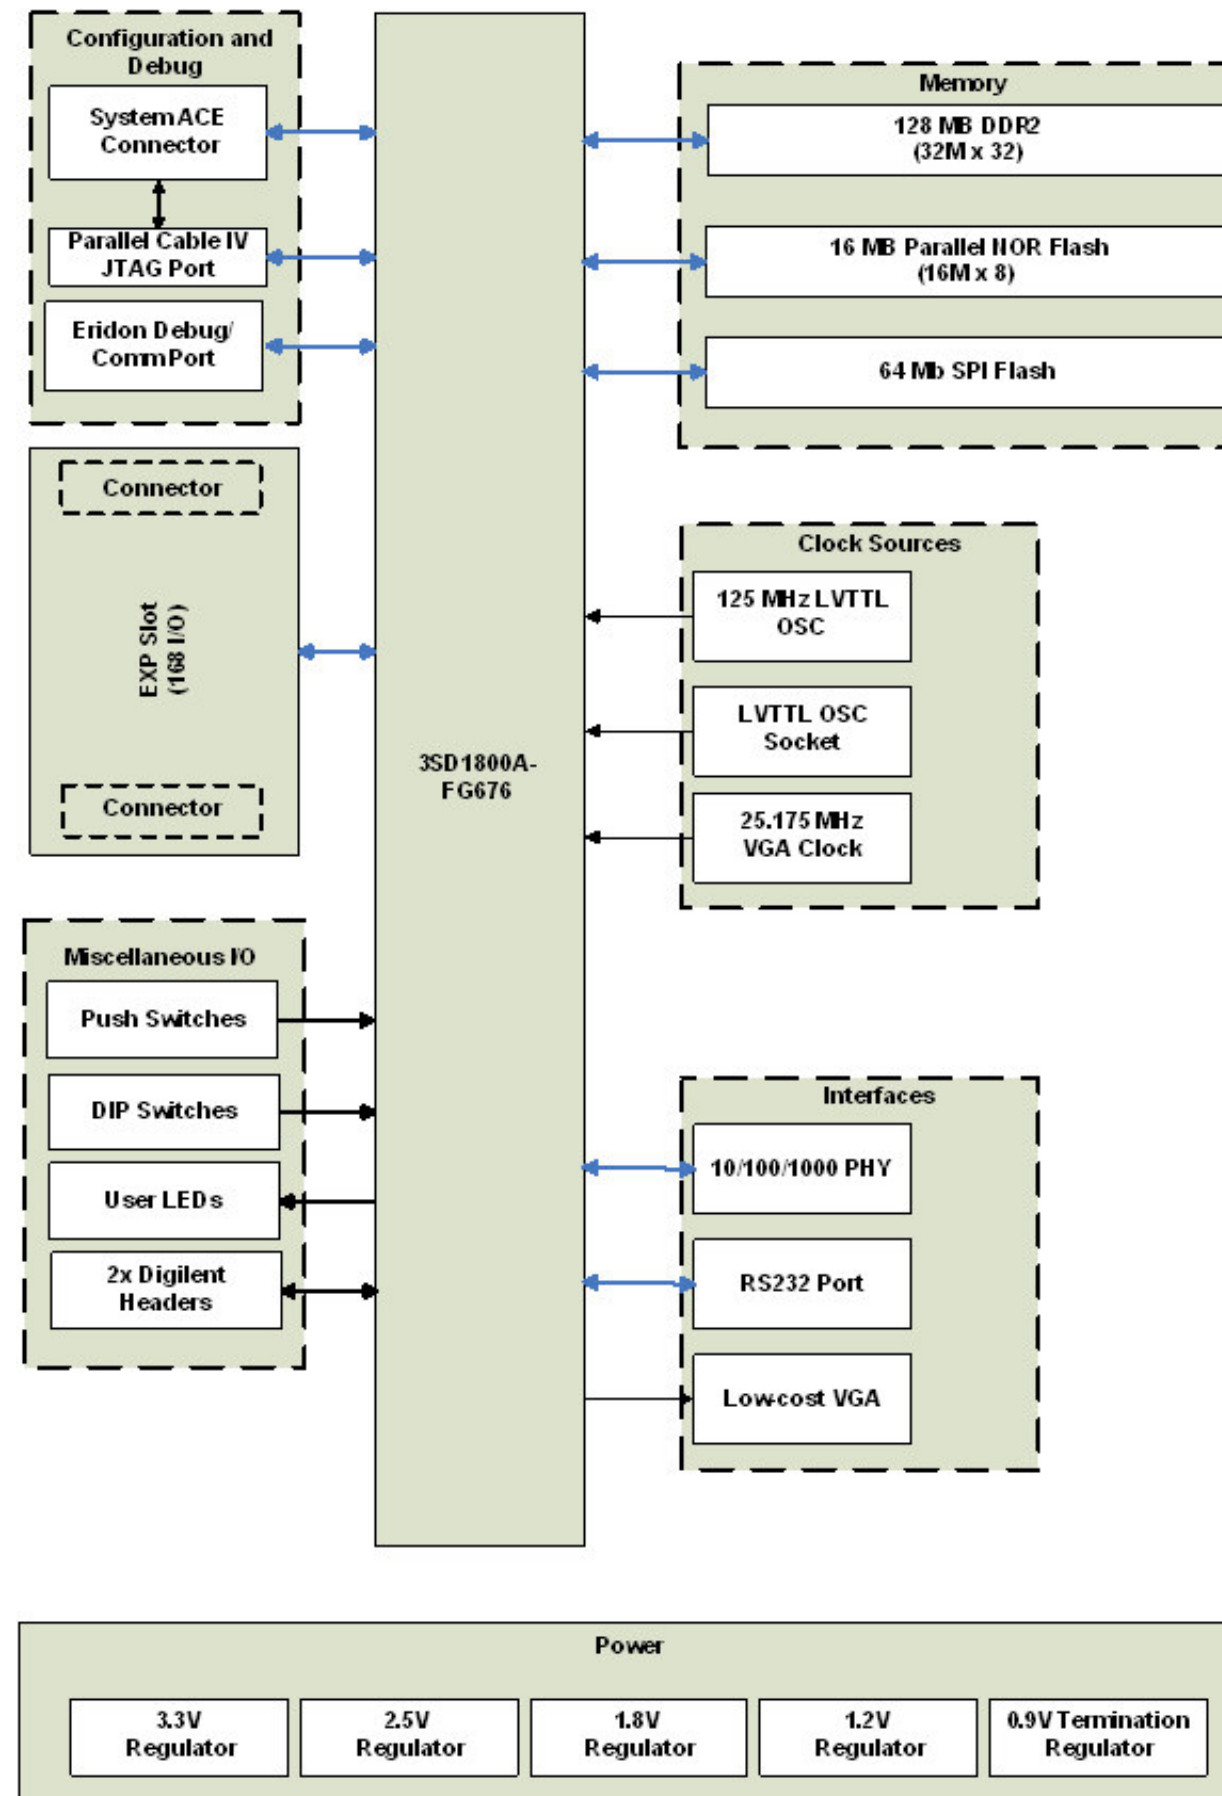 Configuration and
Debug
System ACE
Connector
Parallel Cable IV
JTAG Port
Eridon Debug/
Comm Port
Connector
EXP Slot
(168 I/O)
Connector
Miscellaneous I/O
Push Switches
DIP Switches
User LEDs
2x Digilent
Headers
3SD1800A-
FG676
Memory
128 MB DDR2
(32M x 32)
16 MB Parallel NOR Flash
(16M x 8)
64 Mb SPI Flash
Clock Sources
125 MHz LVTTL
OSC
LVTTL OSC
Socket
25.175 MHz
VGA Clock
Interfaces
10/100/1000 PHY
RS232 Port
Low-cost VGA
Power
3.3V
Regulator
2.5V
Regulator
1.8V
Regulator
1.2V
Regulator
0.9V Termination
Regulator